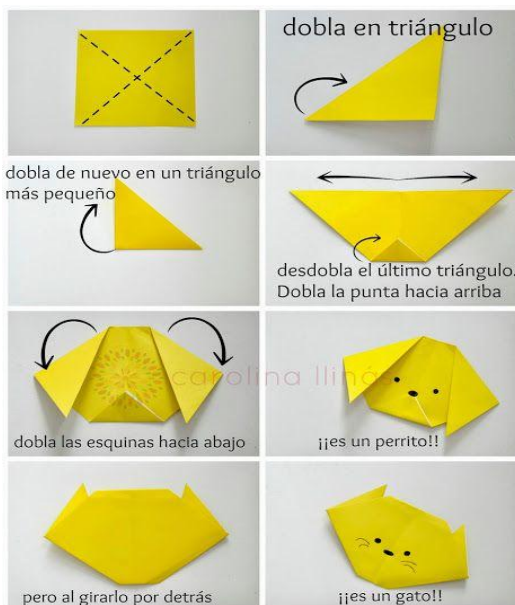 dobla en triángulo
dobla de nuevo en un triángulo
más pequeño
desdobla el último triángulo.
Dobla la punta hacia arriba
carolina llinás
dobla las esquinas hacia abajo
¡¡es un perrito!!
pero al girarlo por detrás
¡¡es un gato!!